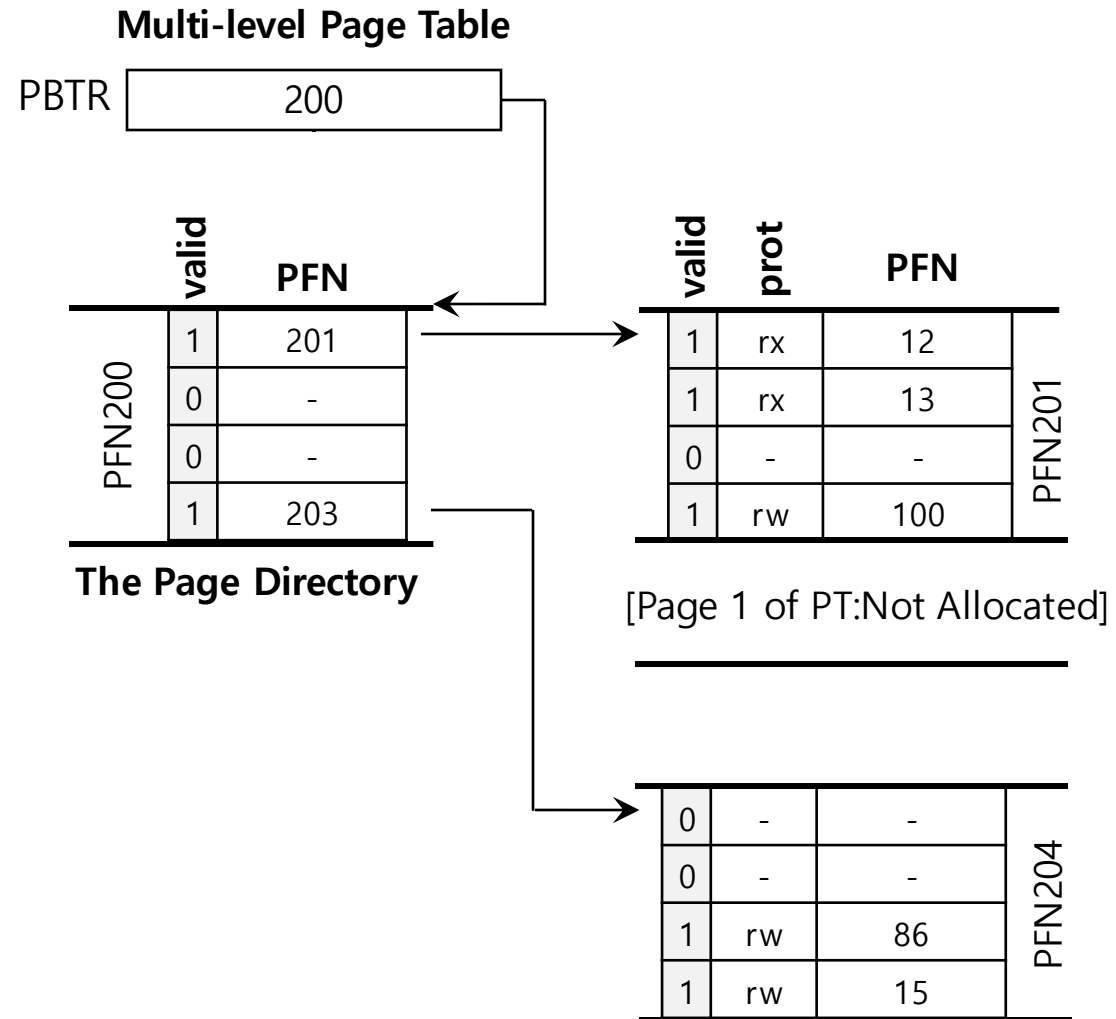 Multi-level Page Table
PBTR 200
valid PFN
PFN200
1 201
0 -
0 -
1 203
The Page Directory
valid prot PFN
1 rx 12
1 rx 13
0 - -
1 rw 100
PFN201
[Page 1 of PT:Not Allocated]
0 - -
0 - -
1 rw 86
1 rw 15
PFN204